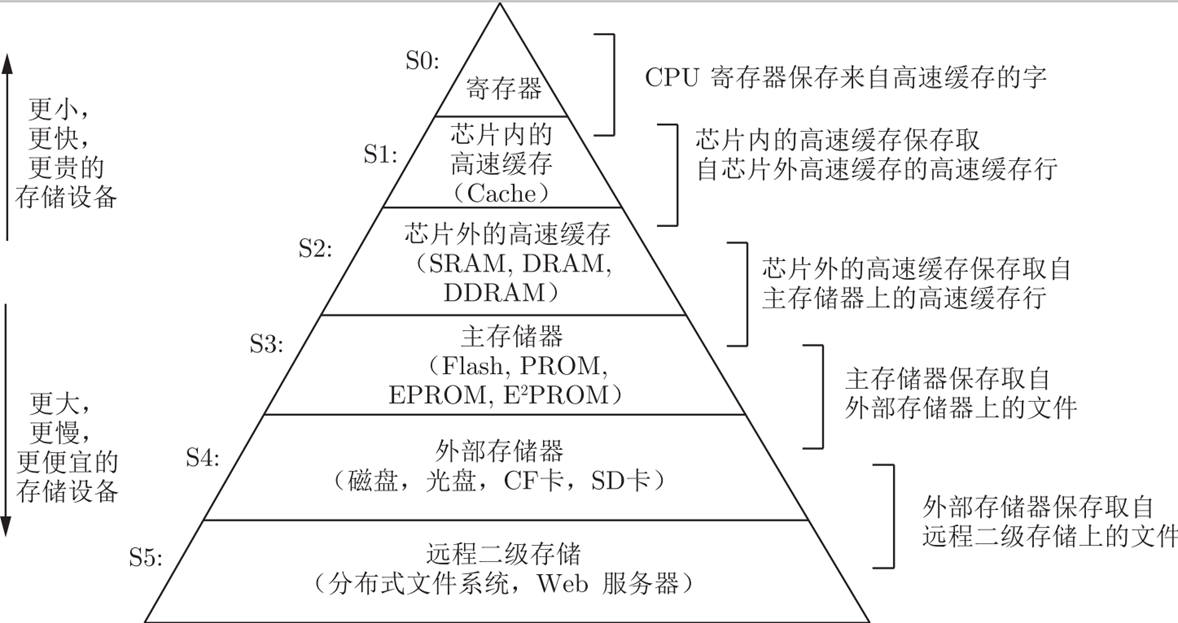 S0:
寄存器
CPU 寄存器保存来自高速缓存的字
更小，
更快，
更贵的
存储设备
S1:
芯片内的
高速缓存
（Cache）
芯片内的高速缓存保存取
自芯片外高速缓存的高速缓存行
S2:
芯片外的高速缓存
（SRAM, DRAM,
DDRAM）
芯片外的高速缓存保存取自
主存储器上的高速缓存行
S3:
主存储器
（Flash, PROM,
EPROM, E²PROM）
主存储器保存取自
外部存储器上的文件
更大，
更慢，
更便宜的
存储设备
S4:
外部存储器
（磁盘，光盘，CF卡，SD卡）
外部存储器保存取自
远程二级存储上的文件
S5:
远程二级存储
（分布式文件系统，Web 服务器）